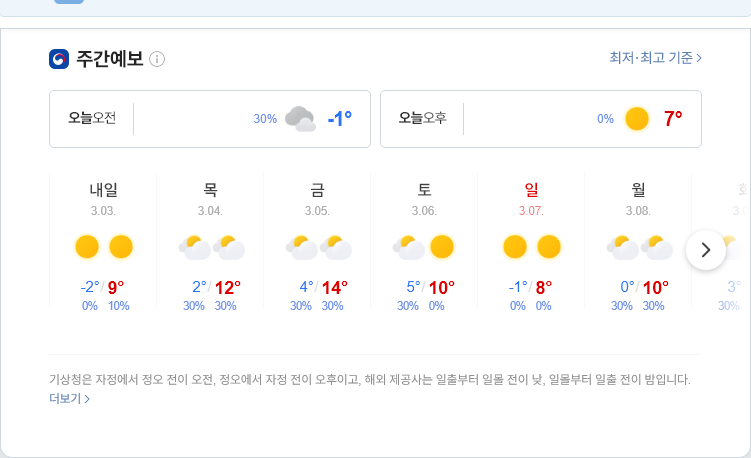 주간예보
최저·최고 기준
오늘오전 30% -1°
오늘오후 0% 7°
내일 목 금 토 일 월
3.03. 3.04. 3.05. 3.06. 3.07. 3.08.
-2°/9° 2°/12° 4°/14° 5°/10° -1°/8° 0°/10° 3°
0% 10% 30% 30% 30% 30% 30% 0% 0% 0% 30% 30% 30%
기상청은 자정에서 정오 전이 오전, 정오에서 자정 전이 오후이고, 해외 제공사는 일출부터 일몰 전이 낮, 일몰부터 일출 전이 밤입니다.
더보기